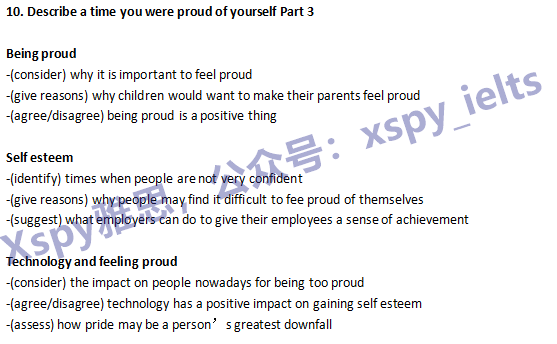 10. Describe a time you were proud of yourself Part 3
Being proud
-(consider) why it is important to feel proud
-(give reasons) why children would want to make their parents feel proud
-(agree/disagree) being proud is a positive thing
Self esteem
-(identify) times when people are not very confident
-(give reasons) why people may find it difficult to fee proud of themselves
-(suggest) what employers can do to give their employees a sense of achievement
Technology and feeling proud
-(consider) the impact on people nowadays for being too proud
-(agree/disagree) technology has a positive impact on gaining self esteem
-(assess) how pride may be a person’s greatest downfall
Xspy雅思，公众号：xspy_ielts